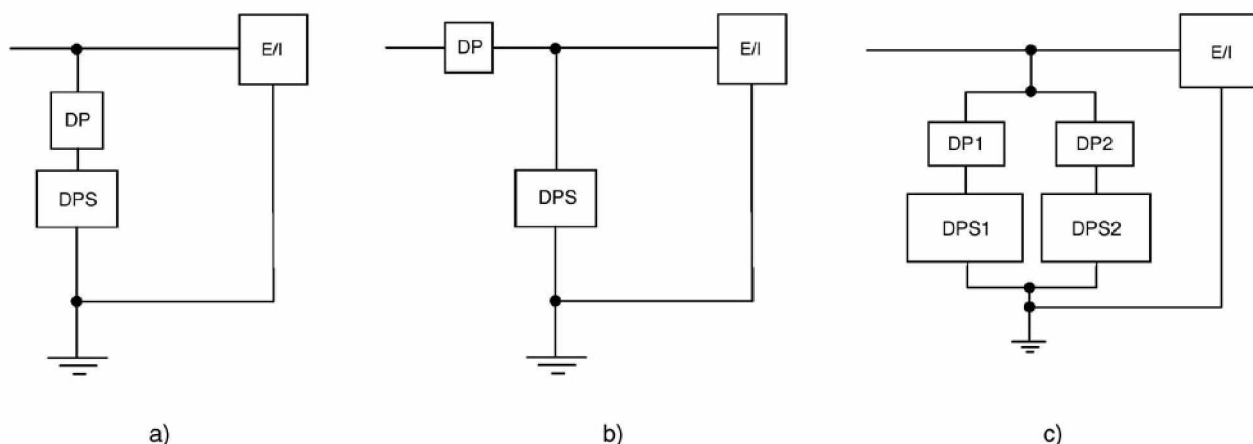 E/I
DP
DPS
a)
DP
E/I
DPS
b)
E/I
DP1 DP2
DPS1 DPS2
c)